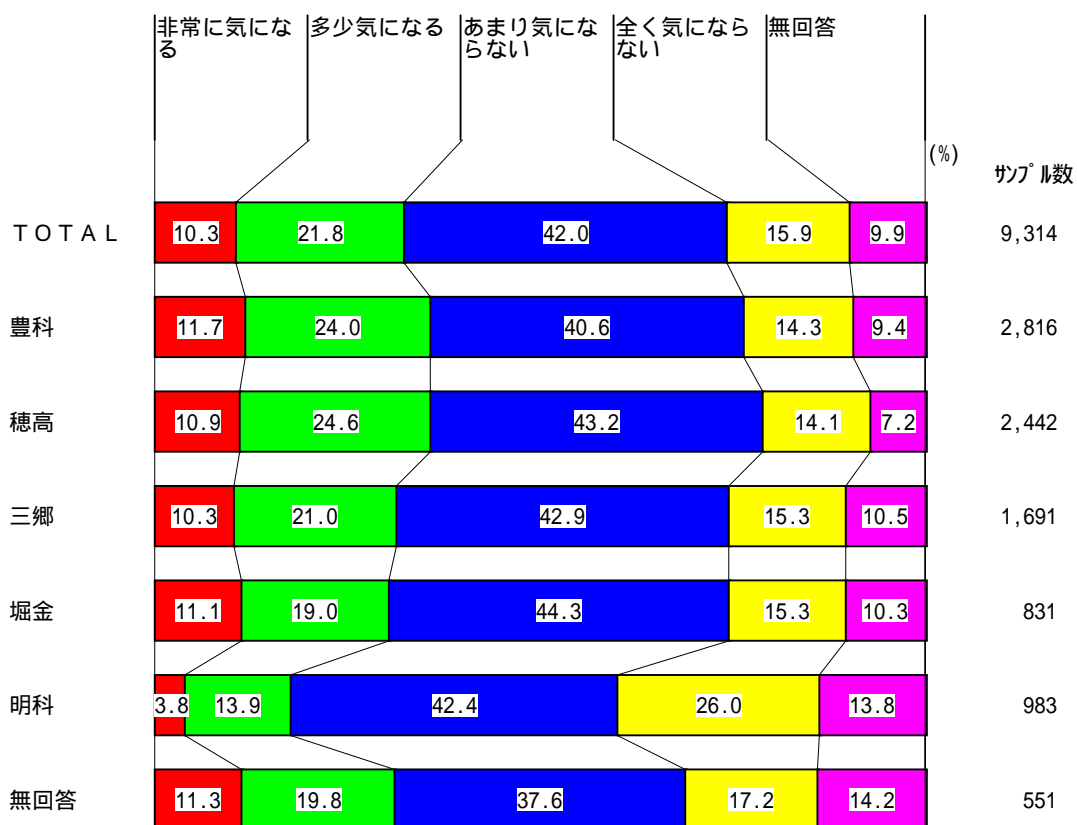 非常に気にな
る
多少気になる
あまり気にな
らない
全く気になら
ない
無回答
(%)
ｻﾝﾌﾟﾙ数
ＴＯＴＡＬ 10.3 21.8 42.0 15.9 9.9 9,314
豊科 11.7 24.0 40.6 14.3 9.4 2,816
穂高 10.9 24.6 43.2 14.1 7.2 2,442
三郷 10.3 21.0 42.9 15.3 10.5 1,691
堀金 11.1 19.0 44.3 15.3 10.3 831
明科 3.8 13.9 42.4 26.0 13.8 983
無回答 11.3 19.8 37.6 17.2 14.2 551